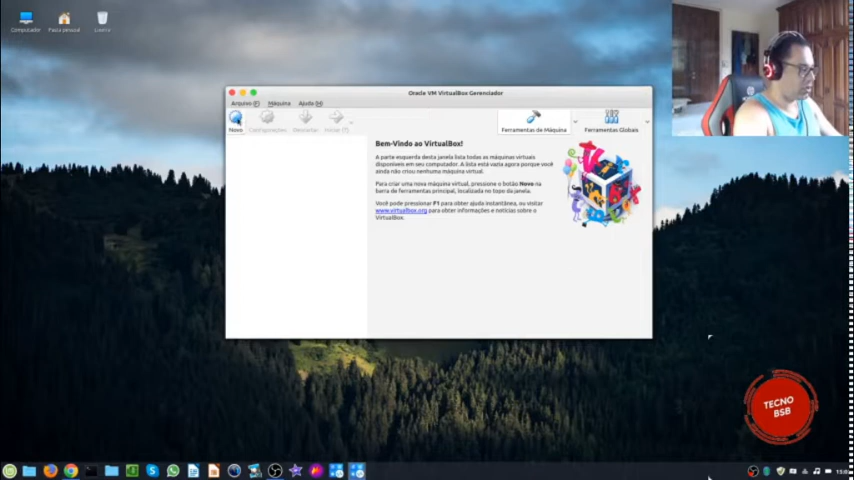 Computador
Pasta pessoal
Lixeira
Oracle VM VirtualBox Gerenciador
Arquivo (F) Máquina Ajuda (H)
Novo Configurações Descartar Iniciar (T)
Ferramentas de Máquina Ferramentas Globais
Bem-Vindo ao VirtualBox!
A parte esquerda desta janela lista todas as máquinas virtuais
disponíveis em seu computador. A lista está vazia agora porque você
ainda não criou nenhuma máquina virtual.
Para criar uma nova máquina virtual, pressione o botão Novo na
barra de ferramentas principal, localizada no topo da janela.
Você pode pressionar F1 para obter ajuda instantânea, ou visitar
www.virtualbox.org para obter informações e notícias sobre o
VirtualBox.
TECNO
BSB